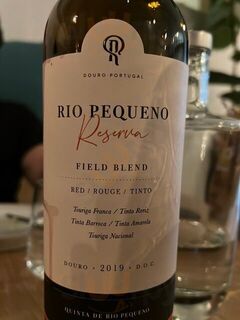 R
DOURO · PORTUGAL
RIO PEQUENO
Reserva
FIELD BLEND
RED / ROUGE / TINTO
Touriga Franca / Tinta Roriz
Tinta Barroca / Tinta Amarela
Touriga Nacional
DOURO • 2019 • D.O.C.
QUINTA DE RIO PEQUENO